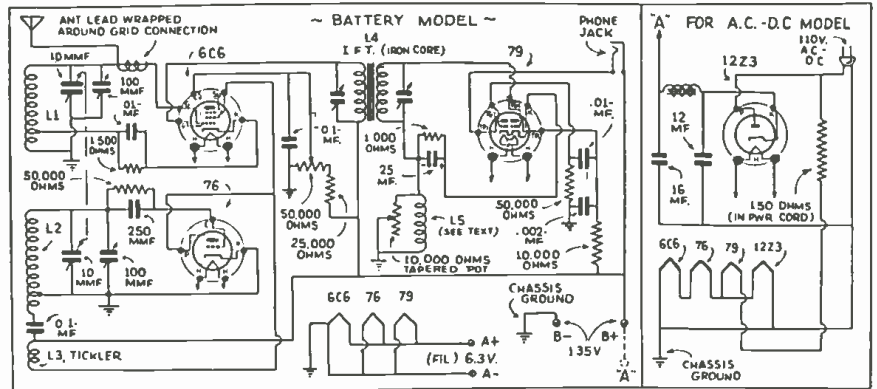 ~ BATTERY MODEL ~
ANT LEAD WRAPPED
AROUND GRID CONNECTION
10 MMF
100
MMF
6C6
L4
I.F.T. (IRON CORE)
79
PHONE
JACK
L1
.01-
MF
1500
OHMS
50,000
OHMS
76
0.1-
MF
50,000
OHMS
25,000
OHMS
1,000
OHMS
25
MF.
L5
(SEE TEXT)
10,000 OHMS
TAPERED POT
.01-
MF.
50,000
OHMS
.002-
MF
10,000
OHMS
L2
250
MMF
10
MMF
100
MMF
0.1-
MF
L3, TICKLER
6C6
76
79
A+
(FIL) 6.3 V.
A-
CHASSIS
GROUND
B-
135V
B+
"A"
"A"
FOR A.C.-D.C MODEL
110V.
A.C.-
D-C
12Z3
12
MF
16
MF.
150 OHMS
(IN PWR CORD)
6C6
76
79
12Z3
CHASSIS
GROUND